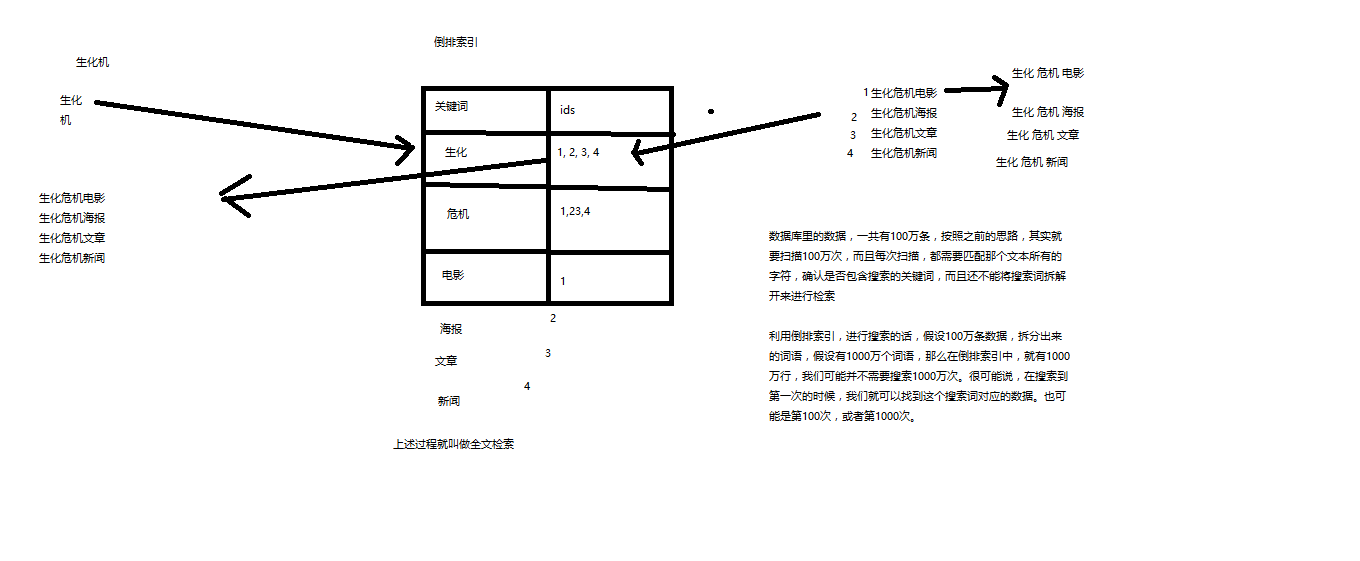 倒排索引
生化机
生化
机
生化危机电影
生化危机海报
生化危机文章
生化危机新闻
关键词 ids
生化 1, 2, 3, 4
危机 1,23,4
电影 1
海报 2
文章 3
新闻 4
上述过程就叫做全文检索
1 生化危机电影
2 生化危机海报
3 生化危机文章
4 生化危机新闻
生化 危机 电影
生化 危机 海报
生化 危机 文章
生化 危机 新闻
数据库里的数据，一共有100万条，按照之前的思路，其实就
要扫描100万次，而且每次扫描，都需要匹配那个文本所有的
字符，确认是否包含搜索的关键词，而且还不能将搜索词拆解
开来进行检索
利用倒排索引，进行搜索的话，假设100万条数据，拆分出来
的词语，假设有1000万个词语，那么在倒排索引中，就有1000
万行，我们可能并不需要搜索1000万次。很可能说，在搜索到
第一次的时候，我们就可以找到这个搜索词对应的数据。也可
能是第100次，或者第1000次。